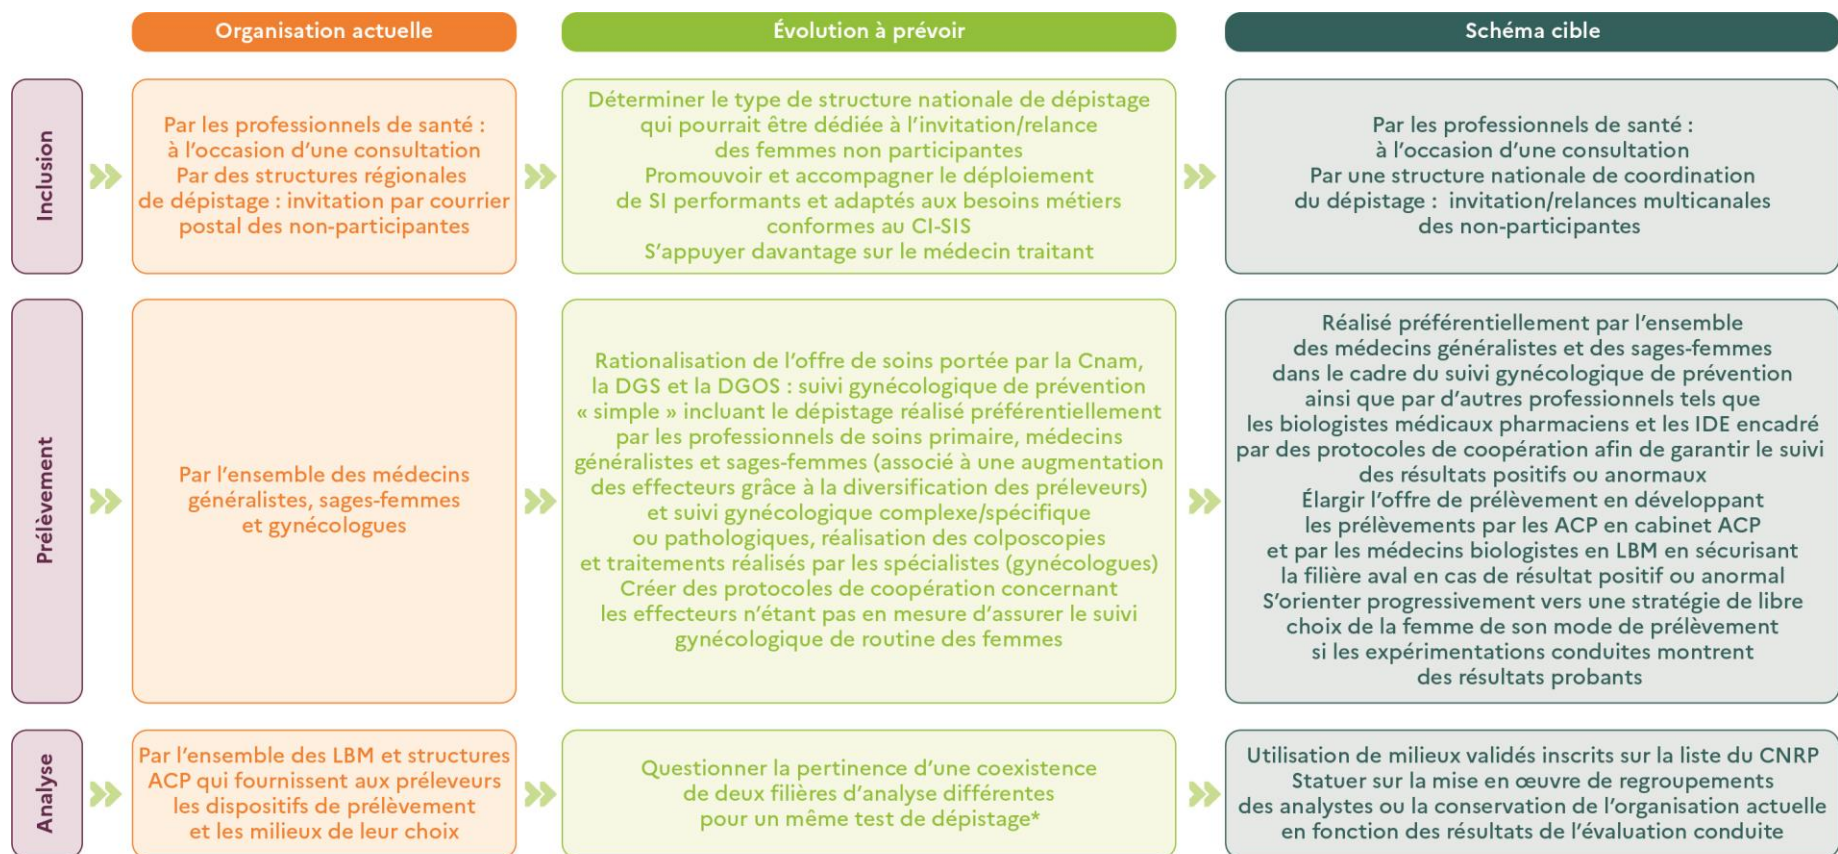 Organisation actuelle
Évolution à prévoir
Schéma cible
Inclusion
Par les professionnels de santé :
à l'occasion d'une consultation
Par des structures régionales
de dépistage : invitation par courrier
postal des non-participantes
Déterminer le type de structure nationale de dépistage
qui pourrait être dédiée à l'invitation/relance
des femmes non participantes
Promouvoir et accompagner le déploiement
de SI performants et adaptés aux besoins métiers
conformes au CI-SIS
S'appuyer davantage sur le médecin traitant
Par les professionnels de santé :
à l'occasion d'une consultation
Par une structure nationale de coordination
du dépistage : invitation/relances multicanales
des non-participantes
Prélèvement
Par l'ensemble des médecins
généralistes, sages-femmes
et gynécologues
Rationalisation de l'offre de soins portée par la Cnam,
la DGS et la DGOS : suivi gynécologique de prévention
« simple » incluant le dépistage réalisé préférentiellement
par les professionnels de soins primaire, médecins
généralistes et sages-femmes (associé à une augmentation
des effecteurs grâce à la diversification des préleveurs)
et suivi gynécologique complexe/spécifique
ou pathologiques, réalisation des colposcopies
et traitements réalisés par les spécialistes (gynécologues)
Créer des protocoles de coopération concernant
les effecteurs n'étant pas en mesure d'assurer le suivi
gynécologique de routine des femmes
Réalisé préférentiellement par l'ensemble
des médecins généralistes et des sages-femmes
dans le cadre du suivi gynécologique de prévention
ainsi que par d'autres professionnels tels que
les biologistes médicaux pharmaciens et les IDE encadré
par des protocoles de coopération afin de garantir le suivi
des résultats positifs ou anormaux
Élargir l'offre de prélèvement en développant
les prélèvements par les ACP en cabinet ACP
et par les médecins biologistes en LBM en sécurisant
la filière aval en cas de résultat positif ou anormal
S'orienter progressivement vers une stratégie de libre
choix de la femme de son mode de prélèvement
si les expérimentations conduites montrent
des résultats probants
Analyse
Par l'ensemble des LBM et structures
ACP qui fournissent aux préleveurs
les dispositifs de prélèvement
et les milieux de leur choix
Questionner la pertinence d'une coexistence
de deux filières d'analyse différentes
pour un même test de dépistage*
Utilisation de milieux validés inscrits sur la liste du CNRP
Statuer sur la mise en œuvre de regroupements
des analystes ou la conservation de l'organisation actuelle
en fonction des résultats de l'évaluation conduite